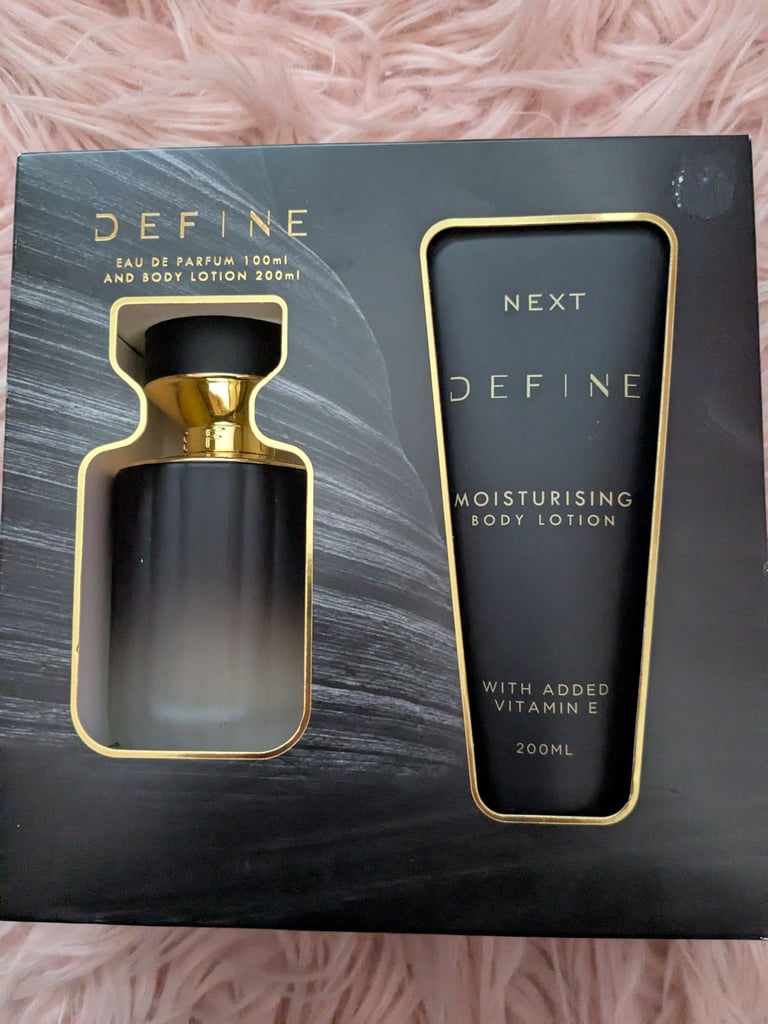 DEFINE
EAU DE PARFUM 100ml
AND BODY LOTION 200ml
NEXT
DEFINE
MOISTURISING
BODY LOTION
WITH ADDED
VITAMIN E
200ML